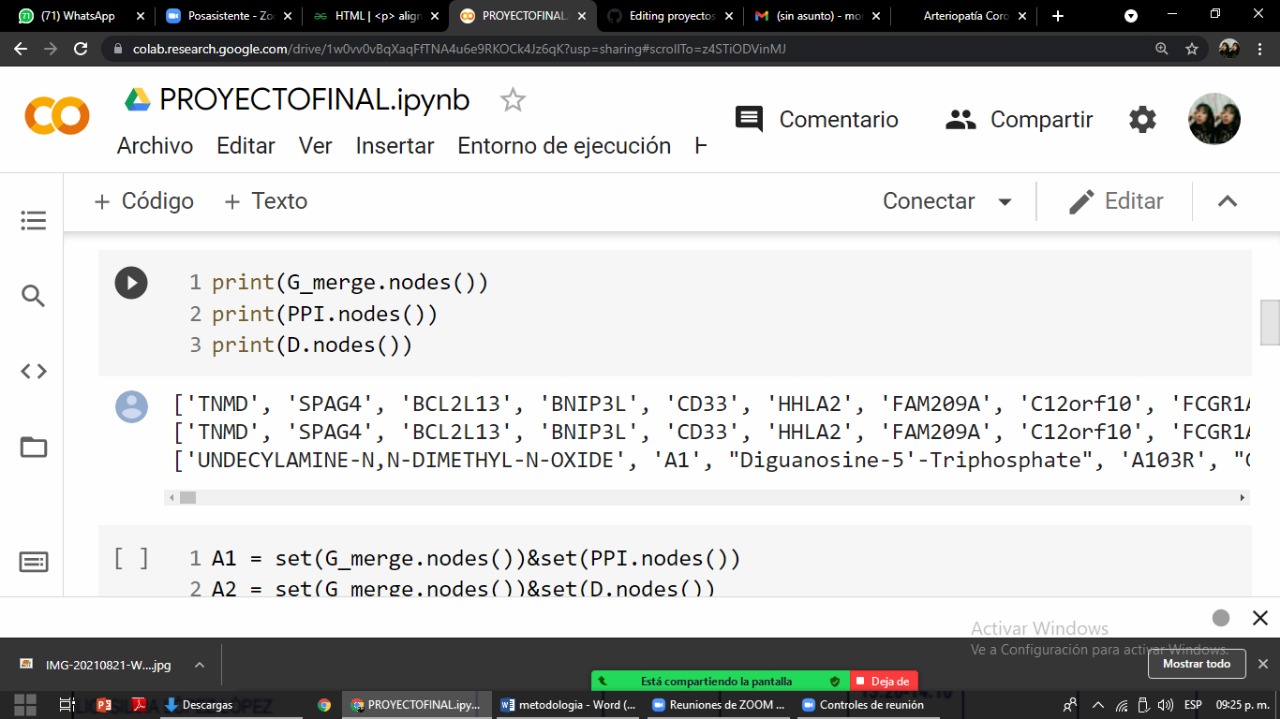 (71) WhatsApp
Posasistente - Zo
HTML | <p> align
PROYECTOFINAL.
Editing proyectos
(sin asunto) - mo
Arteriopatía Coro
colab.research.google.com/drive/1w0vv0vBqXaqFfTNA4u6e9RKOCk4Jz6qK?usp=sharing#scrollTo=z4STiODVinMJ
PROYECTOFINAL.ipynb
Comentario
Compartir
Archivo Editar Ver Insertar Entorno de ejecución
+ Código + Texto
Conectar
Editar
1 print(G_merge.nodes())
2 print(PPI.nodes())
3 print(D.nodes())
['TNMD', 'SPAG4', 'BCL2L13', 'BNIP3L', 'CD33', 'HHLA2', 'FAM209A', 'C12orf10', 'FCGR1A
['TNMD', 'SPAG4', 'BCL2L13', 'BNIP3L', 'CD33', 'HHLA2', 'FAM209A', 'C12orf10', 'FCGR1A
['UNDECYLAMINE-N,N-DIMETHYL-N-OXIDE', 'A1', "Diguanosine-5'-Triphosphate", 'A103R', "
[ ] 1 A1 = set(G_merge.nodes())&set(PPI.nodes())
2 A2 = set(G_merge.nodes())&set(D.nodes())
Activar Windows
Ve a Configuración para activar Windows.
IMG-20210821-W....jpg
Mostrar todo
Está compartiendo la pantalla
Deja de
Descargas
PROYECTOFINAL.ipy...
metodologia - Word (...
Reuniones de ZOOM ...
Controles de reunión
ESP
09:25 p. m.